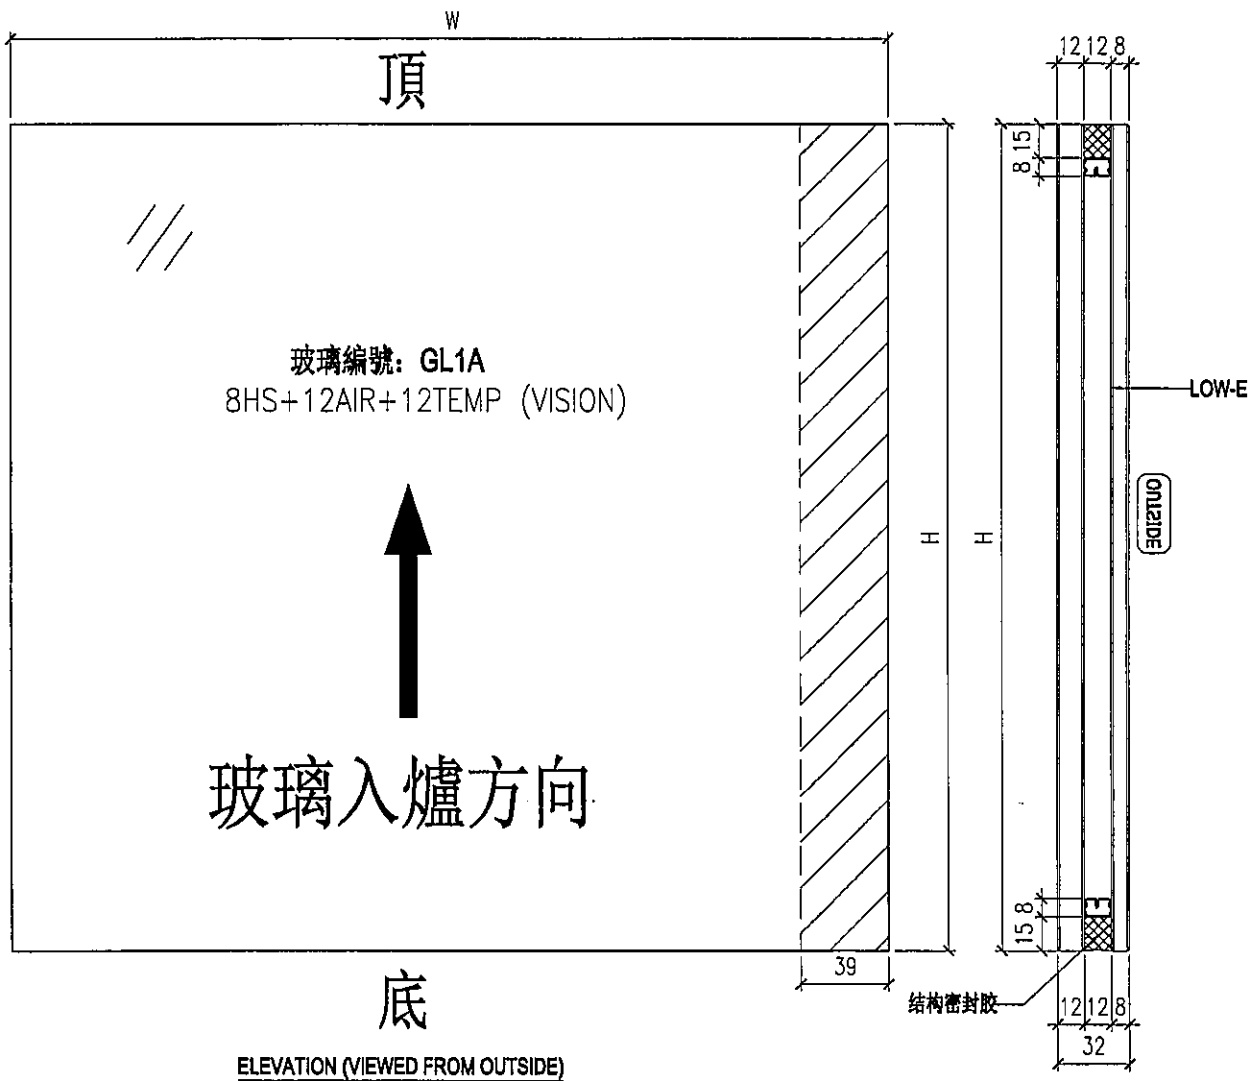 W
頂
12 12 8
15
8
玻璃編號：GL1A
8HS+12AIR+12TEMP (VISION)
LOW-E
OUTSIDE
H
H
玻璃入爐方向
8
15
39
底
结构密封胶
12 12 8
32
ELEVATION (VIEWED FROM OUTSIDE)